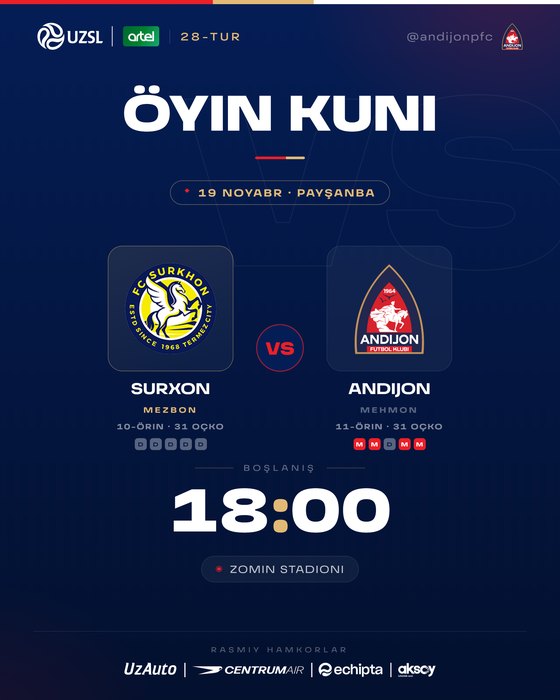 UZSL artel 28-TUR @andijonpfc ANDIJON
ÖYIN KUNI
19 NOYABR · PAYŞANBA
FC SURKHON
ESTD SINCE 1968 TERMEZ CITY
1964
ANDIJON
FUTBOL KLUBI
VS
SURXON ANDIJON
MEZBON MEHMON
10-ÖRIN · 31 OÇKO 11-ÖRIN · 31 OÇKO
D D D D D M M D M M
BOŞLANIŞ
18:00
ZOMIN STADIONI
RASMIY HAMKORLAR
UzAuto CENTRUMAIR echipta aksoy